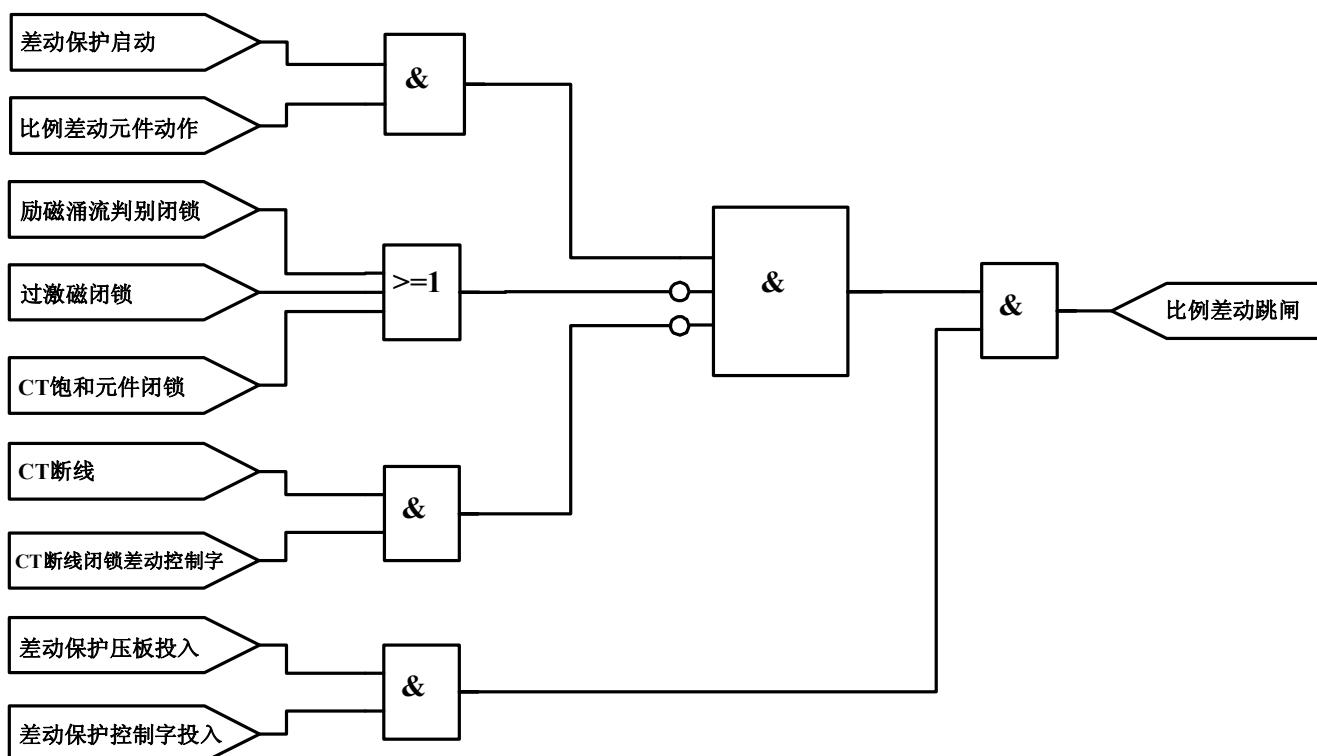 差动保护启动
&
比例差动元件动作
励磁涌流判别闭锁
>=1
过激磁闭锁
CT饱和元件闭锁
&
&
比例差动跳闸
CT断线
&
CT断线闭锁差动控制字
差动保护压板投入
&
差动保护控制字投入